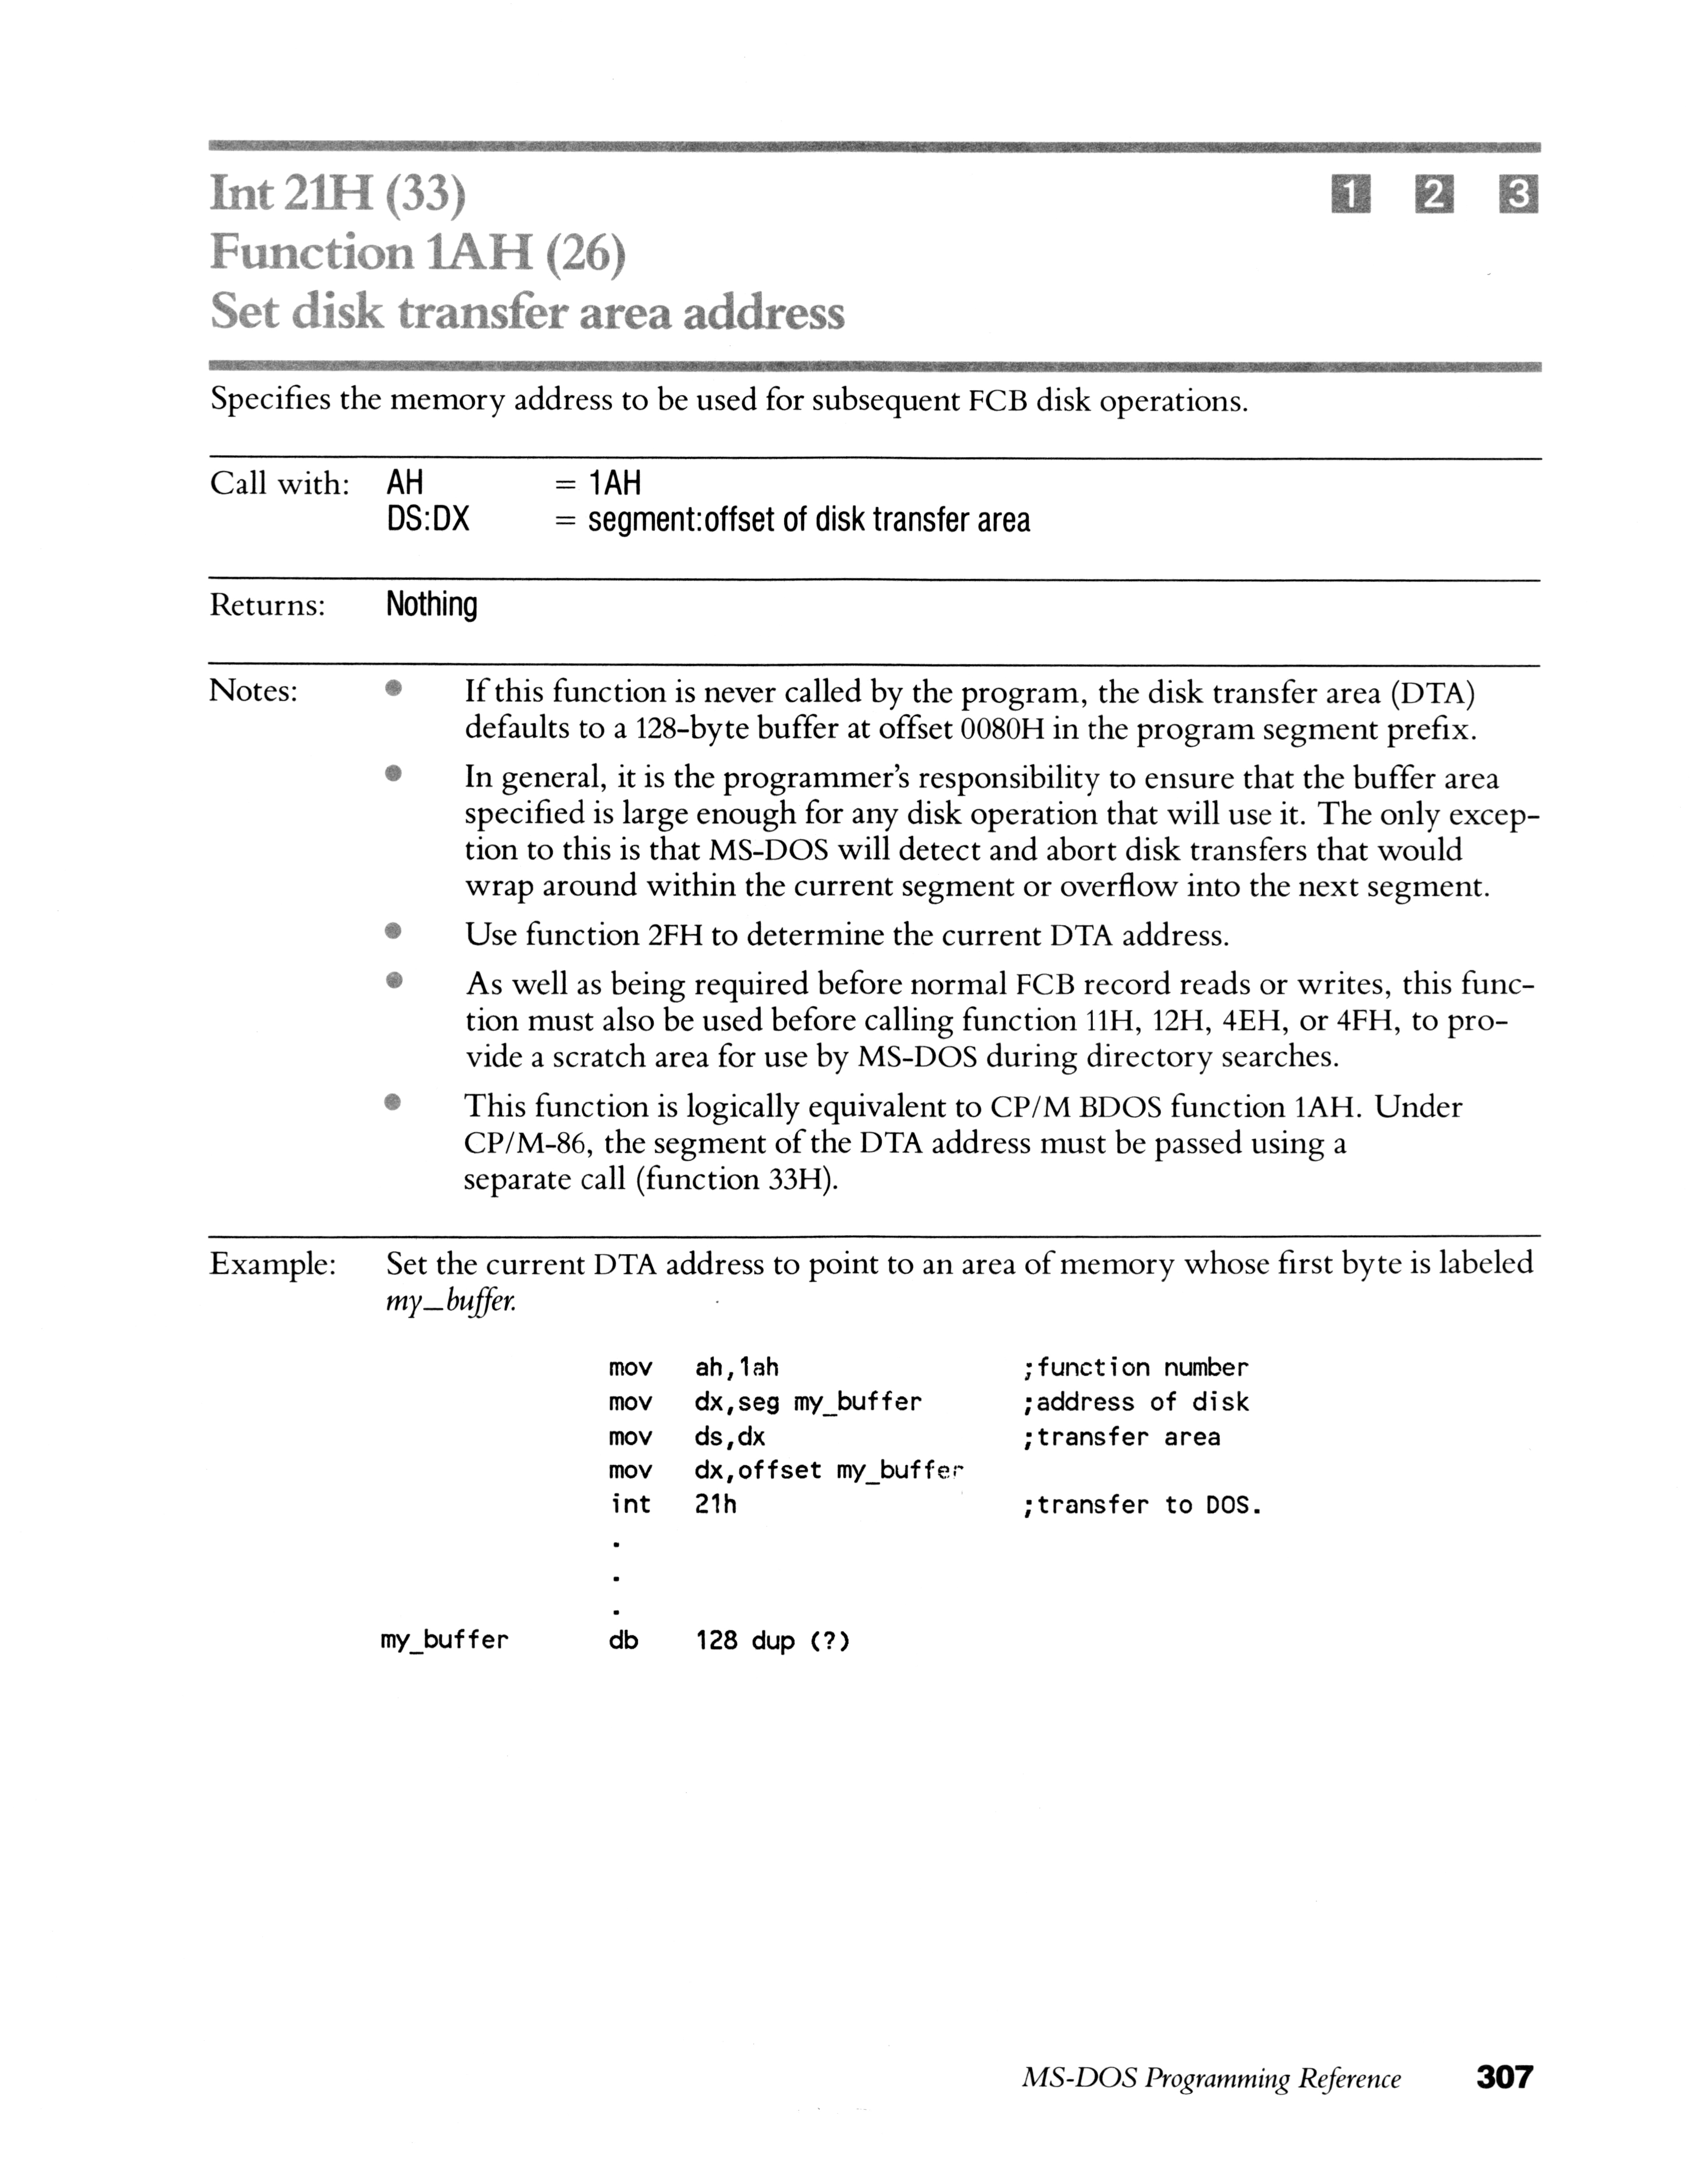 Int 21H (33) 1 2 3
Function 1AH (26)
Set disk transfer area address
Specifies the memory address to be used for subsequent FCB disk operations.
Call with: AH = 1AH
DS:DX = segment:offset of disk transfer area
Returns: Nothing
Notes: • If this function is never called by the program, the disk transfer area (DTA)
defaults to a 128-byte buffer at offset 0080H in the program segment prefix.
• In general, it is the programmer's responsibility to ensure that the buffer area
specified is large enough for any disk operation that will use it. The only excep-
tion to this is that MS-DOS will detect and abort disk transfers that would
wrap around within the current segment or overflow into the next segment.
• Use function 2FH to determine the current DTA address.
• As well as being required before normal FCB record reads or writes, this func-
tion must also be used before calling function 11H, 12H, 4EH, or 4FH, to pro-
vide a scratch area for use by MS-DOS during directory searches.
• This function is logically equivalent to CP/M BDOS function 1AH. Under
CP/M-86, the segment of the DTA address must be passed using a
separate call (function 33H).
Example: Set the current DTA address to point to an area of memory whose first byte is labeled
my_buffer.
mov ah,1ah ;function number
mov dx,seg my_buffer ;address of disk
mov ds,dx ;transfer area
mov dx,offset my_buffer
int 21h ;transfer to DOS.
.
.
.
my_buffer db 128 dup (?)
MS-DOS Programming Reference 307